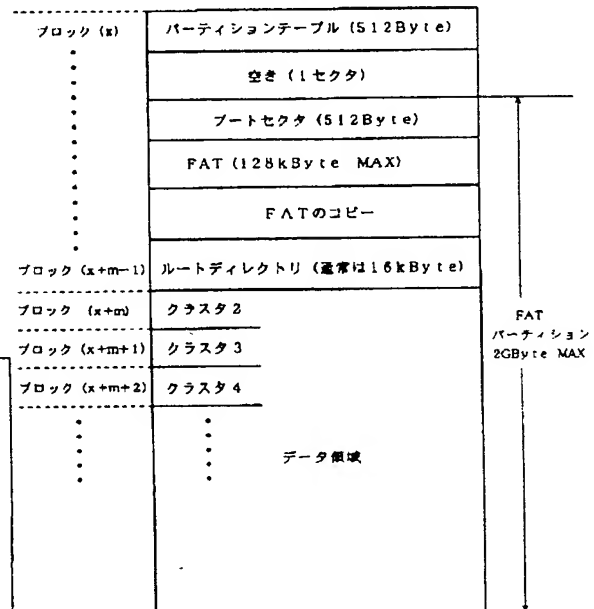 ブロック (x)
パーティションテーブル (512Byte)
空き (1セクタ)
ブートセクタ (512Byte)
FAT (128kByte MAX)
FATのコピー
ブロック (x+m-1)
ルートディレクトリ (通常は16kByte)
ブロック (x+m)
クラスタ2
ブロック (x+m+1)
クラスタ3
ブロック (x+m+2)
クラスタ4
データ領域
FAT
パーティション
2GByte MAX